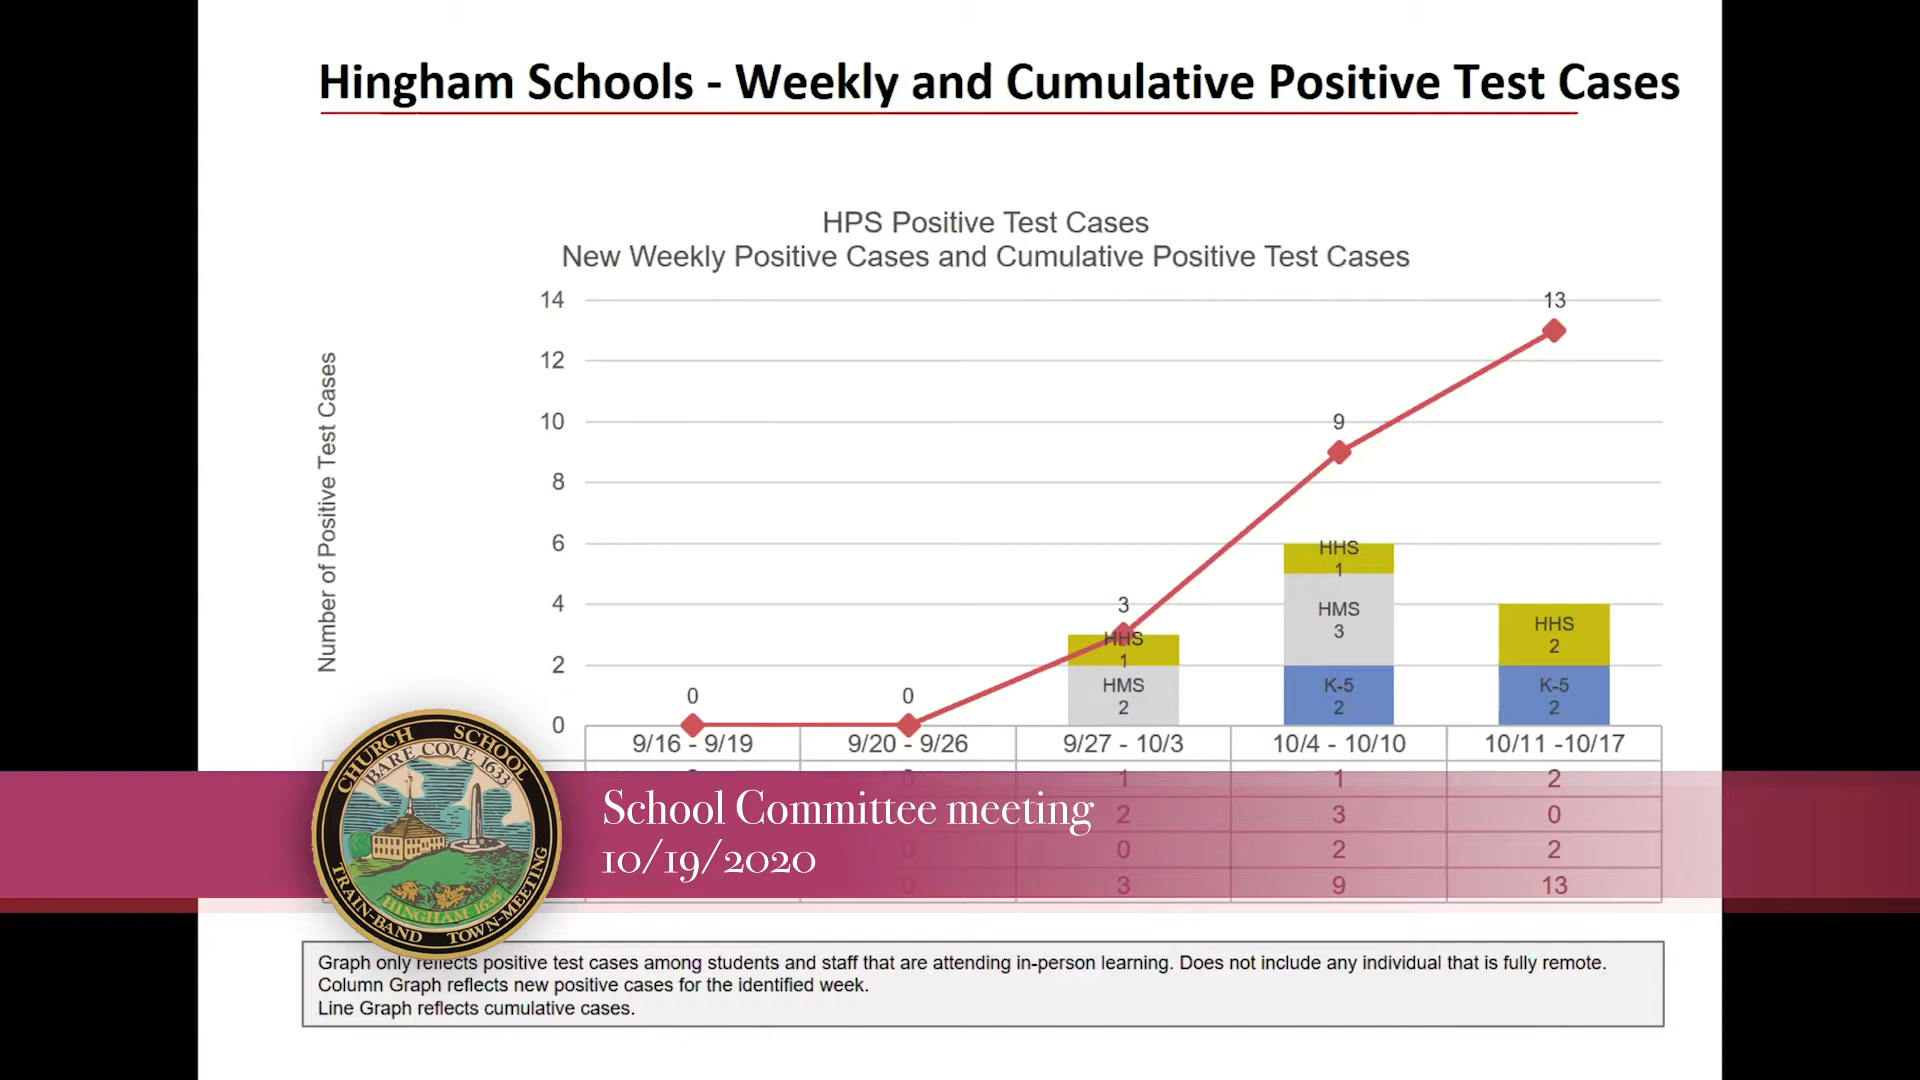 Hingham Schools - Weekly and Cumulative Positive Test Cases
HPS Positive Test Cases
New Weekly Positive Cases and Cumulative Positive Test Cases
Number of Positive Test Cases
14
12
10
8
6
4
2
0
0
0
3
9
13
HHS
1
HMS
2
HHS
1
HMS
3
K-5
2
HHS
2
K-5
2
9/16 - 9/19
9/20 - 9/26
9/27 - 10/3
10/4 - 10/10
10/11 -10/17
1 1 2
2 3 0
0 0 2 2
0 3 9 13
School Committee meeting
10/19/2020
CHURCH SCHOOL
BARE COVE 1633
HINGHAM 1635
TRAIN-BAND TOWN-MEETING
Graph only reflects positive test cases among students and staff that are attending in-person learning. Does not include any individual that is fully remote.
Column Graph reflects new positive cases for the identified week.
Line Graph reflects cumulative cases.